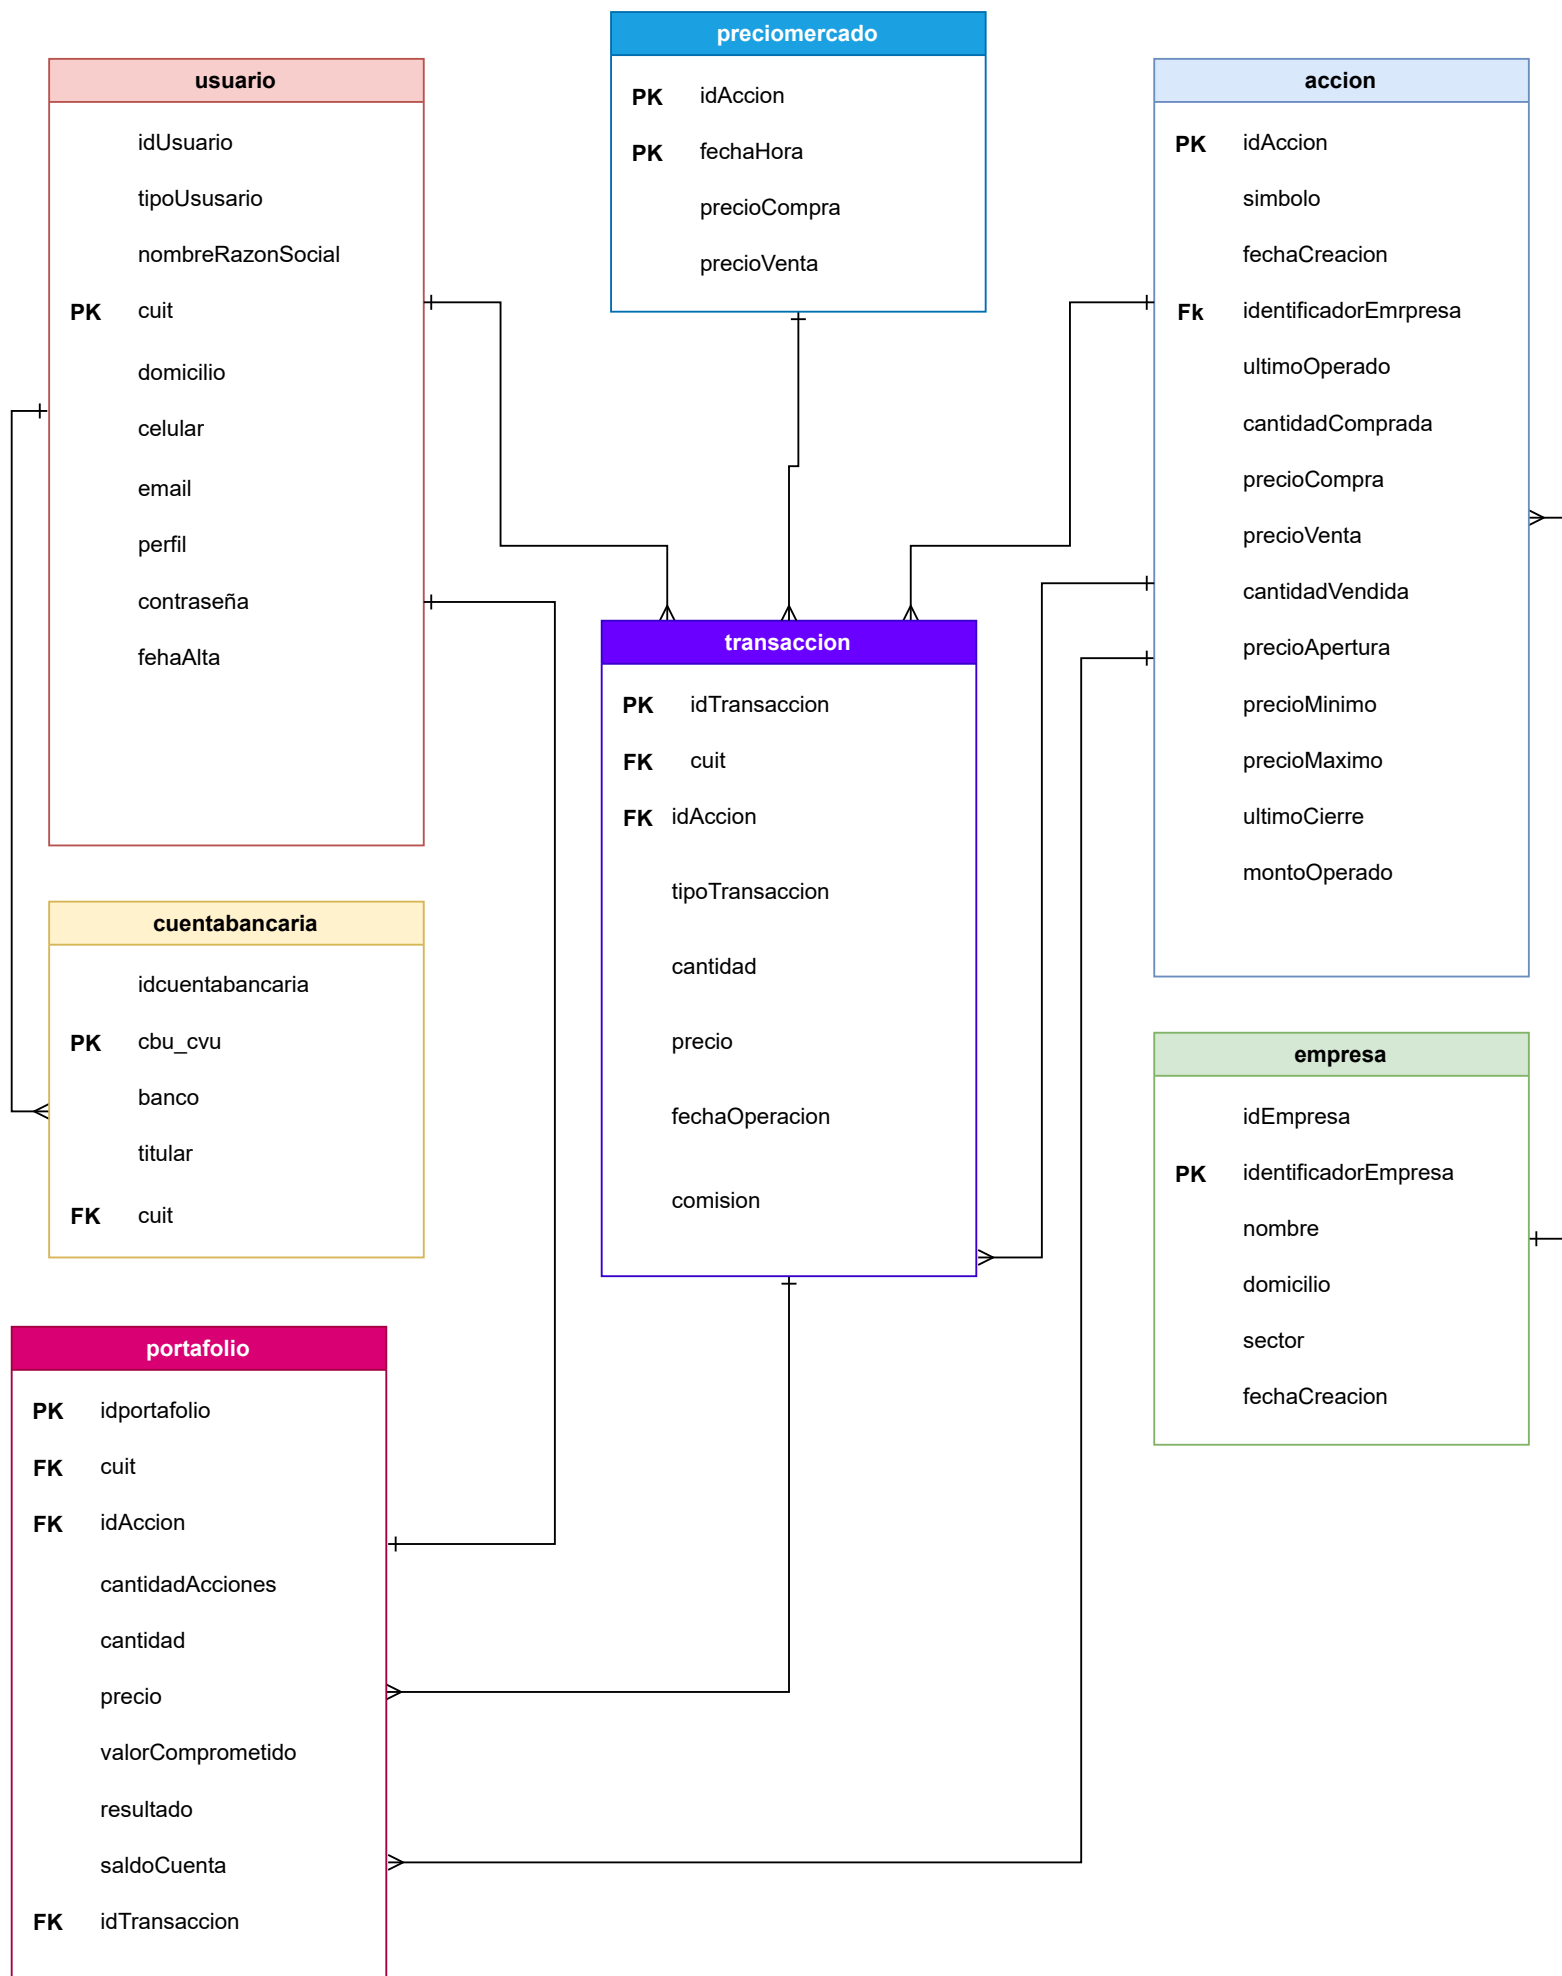 preciomercado
PK idAccion
PK fechaHora
precioCompra
precioVenta
usuario
idUsuario
tipoUsusario
nombreRazonSocial
PK cuit
domicilio
celular
email
perfil
contraseña
fehaAlta
accion
PK idAccion
simbolo
fechaCreacion
Fk identificadorEmrpresa
ultimoOperado
cantidadComprada
precioCompra
precioVenta
cantidadVendida
precioApertura
precioMinimo
precioMaximo
ultimoCierre
montoOperado
transaccion
PK idTransaccion
FK cuit
FK idAccion
tipoTransaccion
cantidad
precio
fechaOperacion
comision
cuentabancaria
idcuentabancaria
PK cbu_cvu
banco
titular
FK cuit
empresa
idEmpresa
PK identificadorEmpresa
nombre
domicilio
sector
fechaCreacion
portafolio
PK idportafolio
FK cuit
FK idAccion
cantidadAcciones
cantidad
precio
valorComprometido
resultado
saldoCuenta
FK idTransaccion